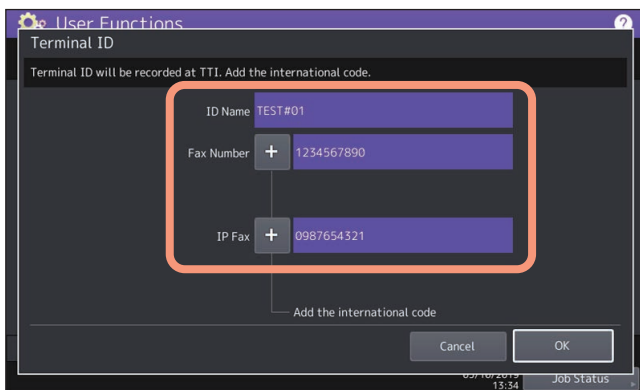 User Functions
?
Terminal ID
Terminal ID will be recorded at TTI. Add the international code.
ID Name TEST#01
Fax Number + 1234567890
IP Fax + 0987654321
Add the international code
Cancel OK
13:34 Job Status